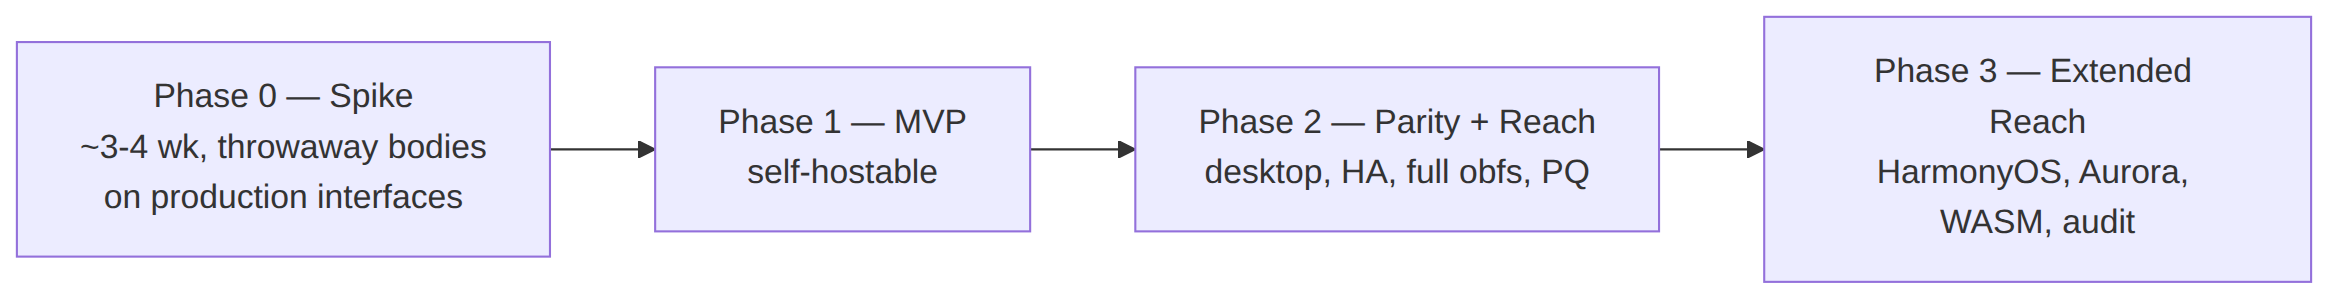 Phase 0 — Spike
~3-4 wk, throwaway bodies
on production interfaces
Phase 1 — MVP
self-hostable
Phase 2 — Parity + Reach
desktop, HA, full obfs, PQ
Phase 3 — Extended
Reach
HarmonyOS, Aurora,
WASM, audit